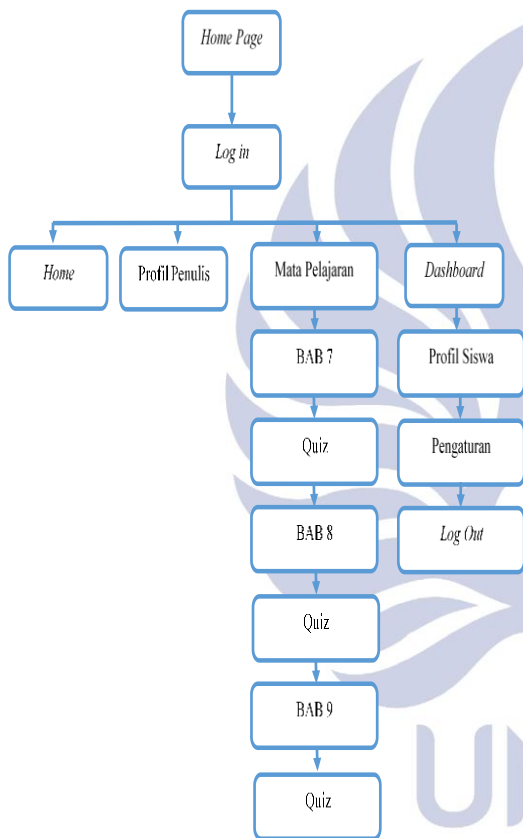 Home Page
Log in
Home
Profil Penulis
Mata Pelajaran
Dashboard
BAB 7
Profil Siswa
Quiz
Pengaturan
BAB 8
Log Out
Quiz
BAB 9
Quiz